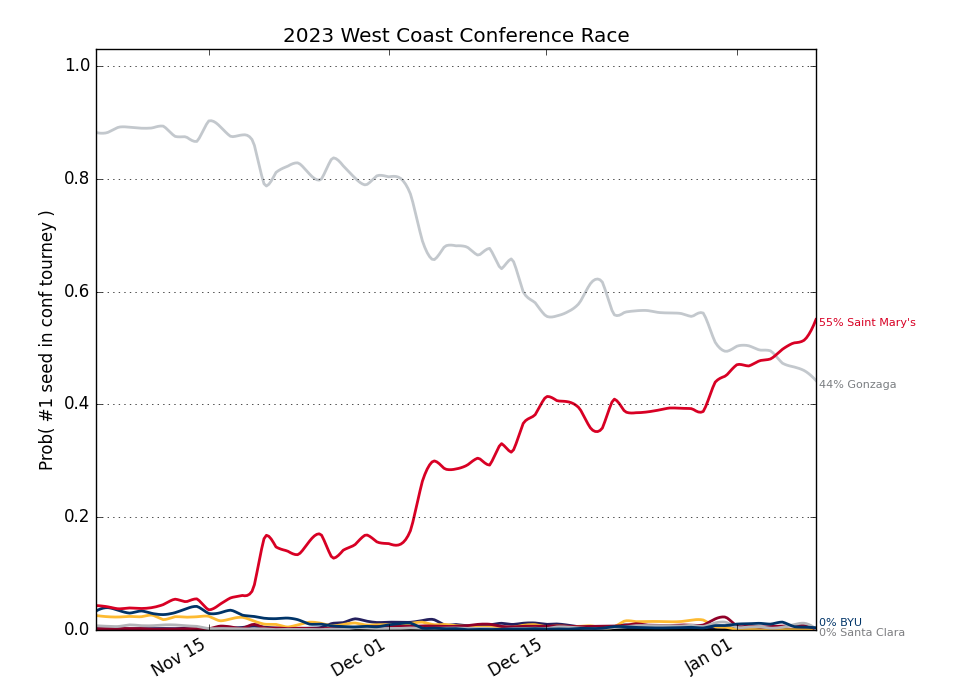 2023 West Coast Conference Race
Prob( #1 seed in conf tourney )
1.0
0.8
0.6
0.4
0.2
0.0
55% Saint Mary's
44% Gonzaga
0% BYU
0% Santa Clara
Nov 15
Dec 01
Dec 15
Jan 01